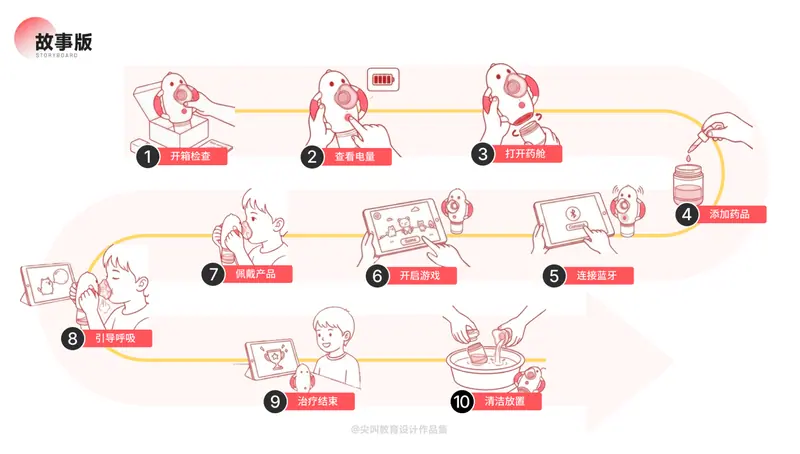 故事版
STORYBOARD
1 开箱检查
2 查看电量
3 打开药舱
4 添加药品
5 连接蓝牙
6 开启游戏
7 佩戴产品
8 引导呼吸
9 治疗结束
10 清洁放置
@尖叫教育设计作品集